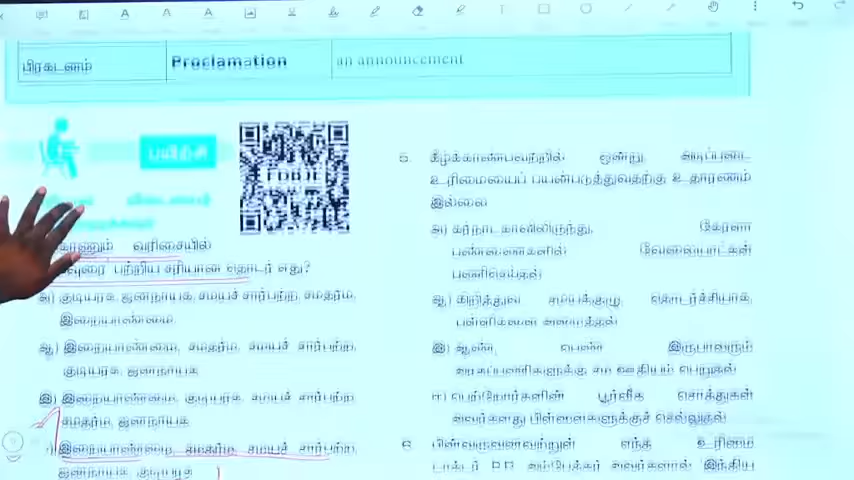 பிரகடனம் Proclamation an announcement
பயிற்சி
வரிசையில்
பற்றிய சரியான தொடர் எது?
அ) குடியரசு, ஜனநாயக, சமயச் சார்பற்ற, சமதர்ம,
இறையாண்மை
ஆ) இறையாண்மை, சமதர்ம, சமயச் சார்பற்ற,
குடியரசு, ஜனநாயக
இ) இறையாண்மை, குடியரசு, சமயச் சார்பற்ற
சமதர்ம, ஜனநாயக
ஈ) இறையாண்மை, சமதர்ம, சமயச் சார்பற்ற,
ஜனநாயக, குடியரசு
5. கீழ்க்காண்பவற்றில் ஒன்று அடிப்படை
உரிமையைப் பயன்படுத்துவதற்கு உதாரணம்
இல்லை
அ) கர்நாடகாவிலிருந்து, கேரளா
பண்ணைகளில் வேலையாட்கள்
பணிசெய்தல்
ஆ) கிறித்துவ சமயக்குழு, தொடர்ச்சியாக
பள்ளிகளை அமைத்தல்
இ) ஆண், பெண் இருபாலரும்
அரசுப்பணிகளுக்கு சம ஊதியம் பெறுதல்
ஈ) பெற்றோர்களின் பூர்வீக சொத்துகள்
அவர்களது பிள்ளைகளுக்குச் செல்லுதல்
6. பின்வருவனவற்றுள் எந்த உரிமை
டாக்டர் அம்பேத்கர் அவர்களால் இந்திய